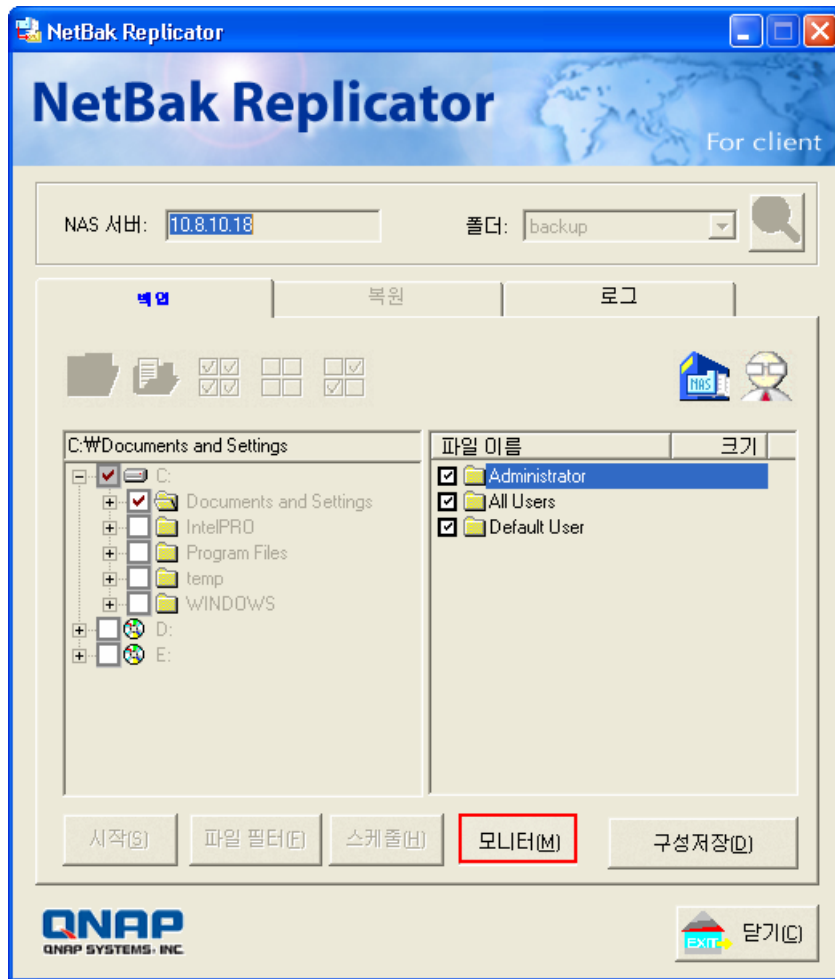 NetBak Replicator
NetBak Replicator
For client
NAS 서버: 10.8.10.18 폴더: backup
백업 복원 로그
NAS
C:₩Documents and Settings
C:
Documents and Settings
IntelPRO
Program Files
temp
WINDOWS
D:
E:
파일 이름 크기
Administrator
All Users
Default User
시작(S) 파일 필터(F) 스케줄(H) 모니터(M) 구성저장(D)
QNAP
QNAP SYSTEMS, INC.
EXIT 닫기(C)